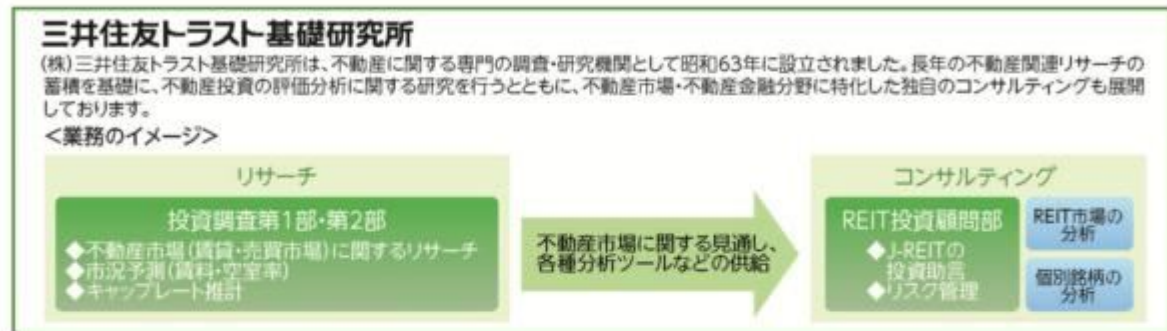 三井住友トラスト基礎研究所
(株)三井住友トラスト基礎研究所は、不動産に関する専門の調査・研究機関として昭和63年に設立されました。長年の不動産関連リサーチの
蓄積を基礎に、不動産投資の評価分析に関する研究を行うとともに、不動産市場・不動産金融分野に特化した独自のコンサルティングも展開
しております。
<業務のイメージ>
リサーチ
投資調査第1部・第2部
◆不動産市場(賃貸・売買市場)に関するリサーチ
◆市況予測(賃料・空室率)
◆キャップレート推計
不動産市場に関する見通し、
各種分析ツールなどの供給
コンサルティング
REIT投資顧問部
◆J-REITの
投資助言
◆リスク管理
REIT市場の
分析
個別銘柄の
分析